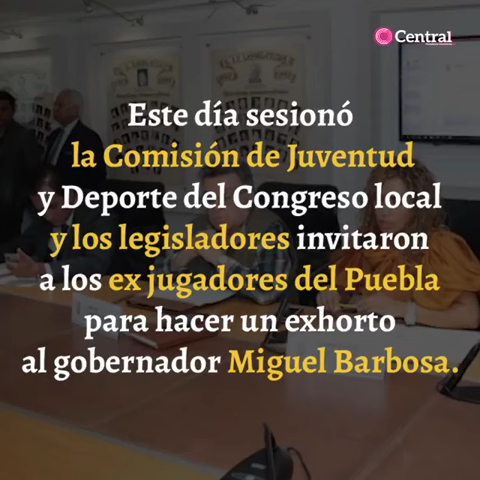 Central
Este día sesionó
la Comisión de Juventud
y Deporte del Congreso local
y los legisladores invitaron
a los ex jugadores del Puebla
para hacer un exhorto
al gobernador Miguel Barbosa.